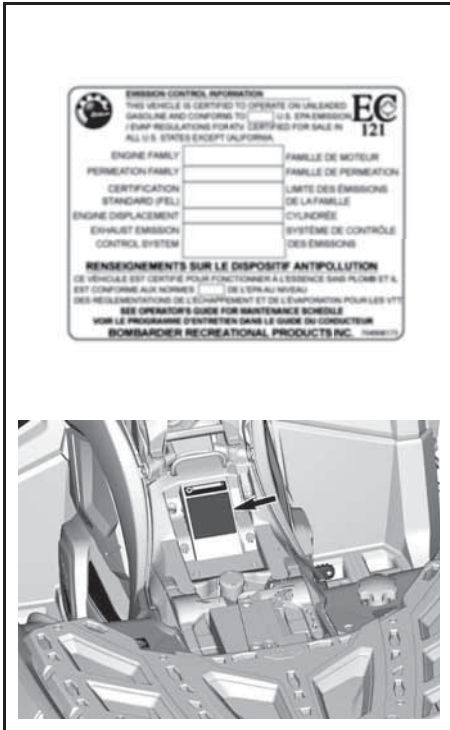 EMISSION CONTROL INFORMATION
THIS VEHICLE IS CERTIFIED TO OPERATE ON UNLEADED
GASOLINE AND CONFORMS TO U.S. EPA EMISSION
/ EVAP REGULATIONS FOR ATV CERTIFIED FOR SALE IN
ALL U.S. STATES EXCEPT CALIFORNIA
EC
121
ENGINE FAMILY FAMILLE DE MOTEUR
PERMEATION FAMILY FAMILLE DE PERMÉATION
CERTIFICATION LIMITE DES ÉMISSIONS
STANDARD (FEL) DE LA FAMILLE
ENGINE DISPLACEMENT CYLINDRÉE
EXHAUST EMISSION SYSTÈME DE CONTRÔLE
CONTROL SYSTEM DES ÉMISSIONS
RENSEIGNEMENTS SUR LE DISPOSITIF ANTIPOLLUTION
CE VÉHICULE EST CERTIFIÉ POUR FONCTIONNER À L'ESSENCE SANS PLOMB ET IL
EST CONFORME AUX NORMES DE L'EPA AU NIVEAU
DES RÉGLEMENTATIONS DE L'ÉCHAPPEMENT ET DE L'ÉVAPORATION POUR LES VTT
SEE OPERATOR'S GUIDE FOR MAINTENANCE SCHEDULE
VOIR LE PROGRAMME D'ENTRETIEN DANS LE GUIDE DU CONDUCTEUR
BOMBARDIER RECREATIONAL PRODUCTS INC.